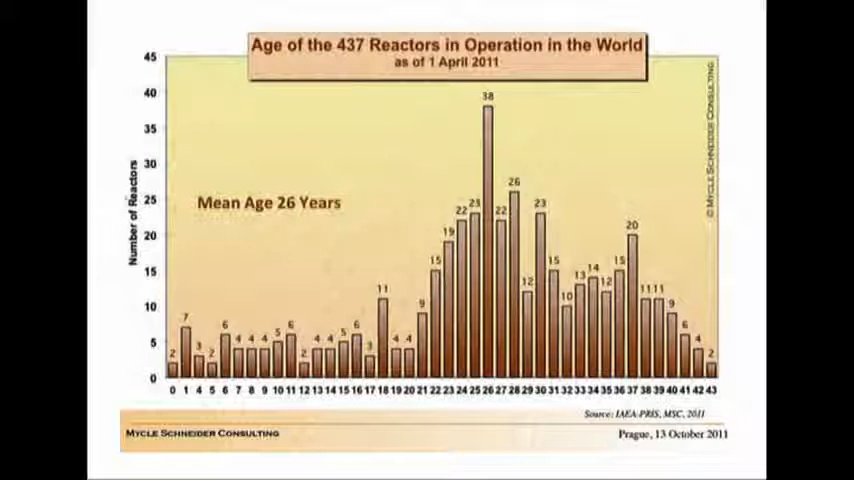 Age of the 437 Reactors in Operation in the World
as of 1 April 2011
45
40
35
30
25
20
15
10
5
0
Number of Reactors
Mean Age 26 Years
© Mycle Schneider Consulting
2 7 3 2 6 4 4 4 5 6 2 4 4 5 6 3 11 4 4 9 15 19 22 23 38 22 26 12 23 15 10 13 14 12 15 20 11 11 9 6 4 2
0 1 4 5 6 7 8 9 10 11 12 13 14 15 16 17 18 19 20 21 22 23 24 25 26 27 28 29 30 31 32 33 34 35 36 37 38 39 40 41 42 43
Source: IAEA-PRIS, MSC, 2011
Mycle Schneider Consulting
Prague, 13 October 2011